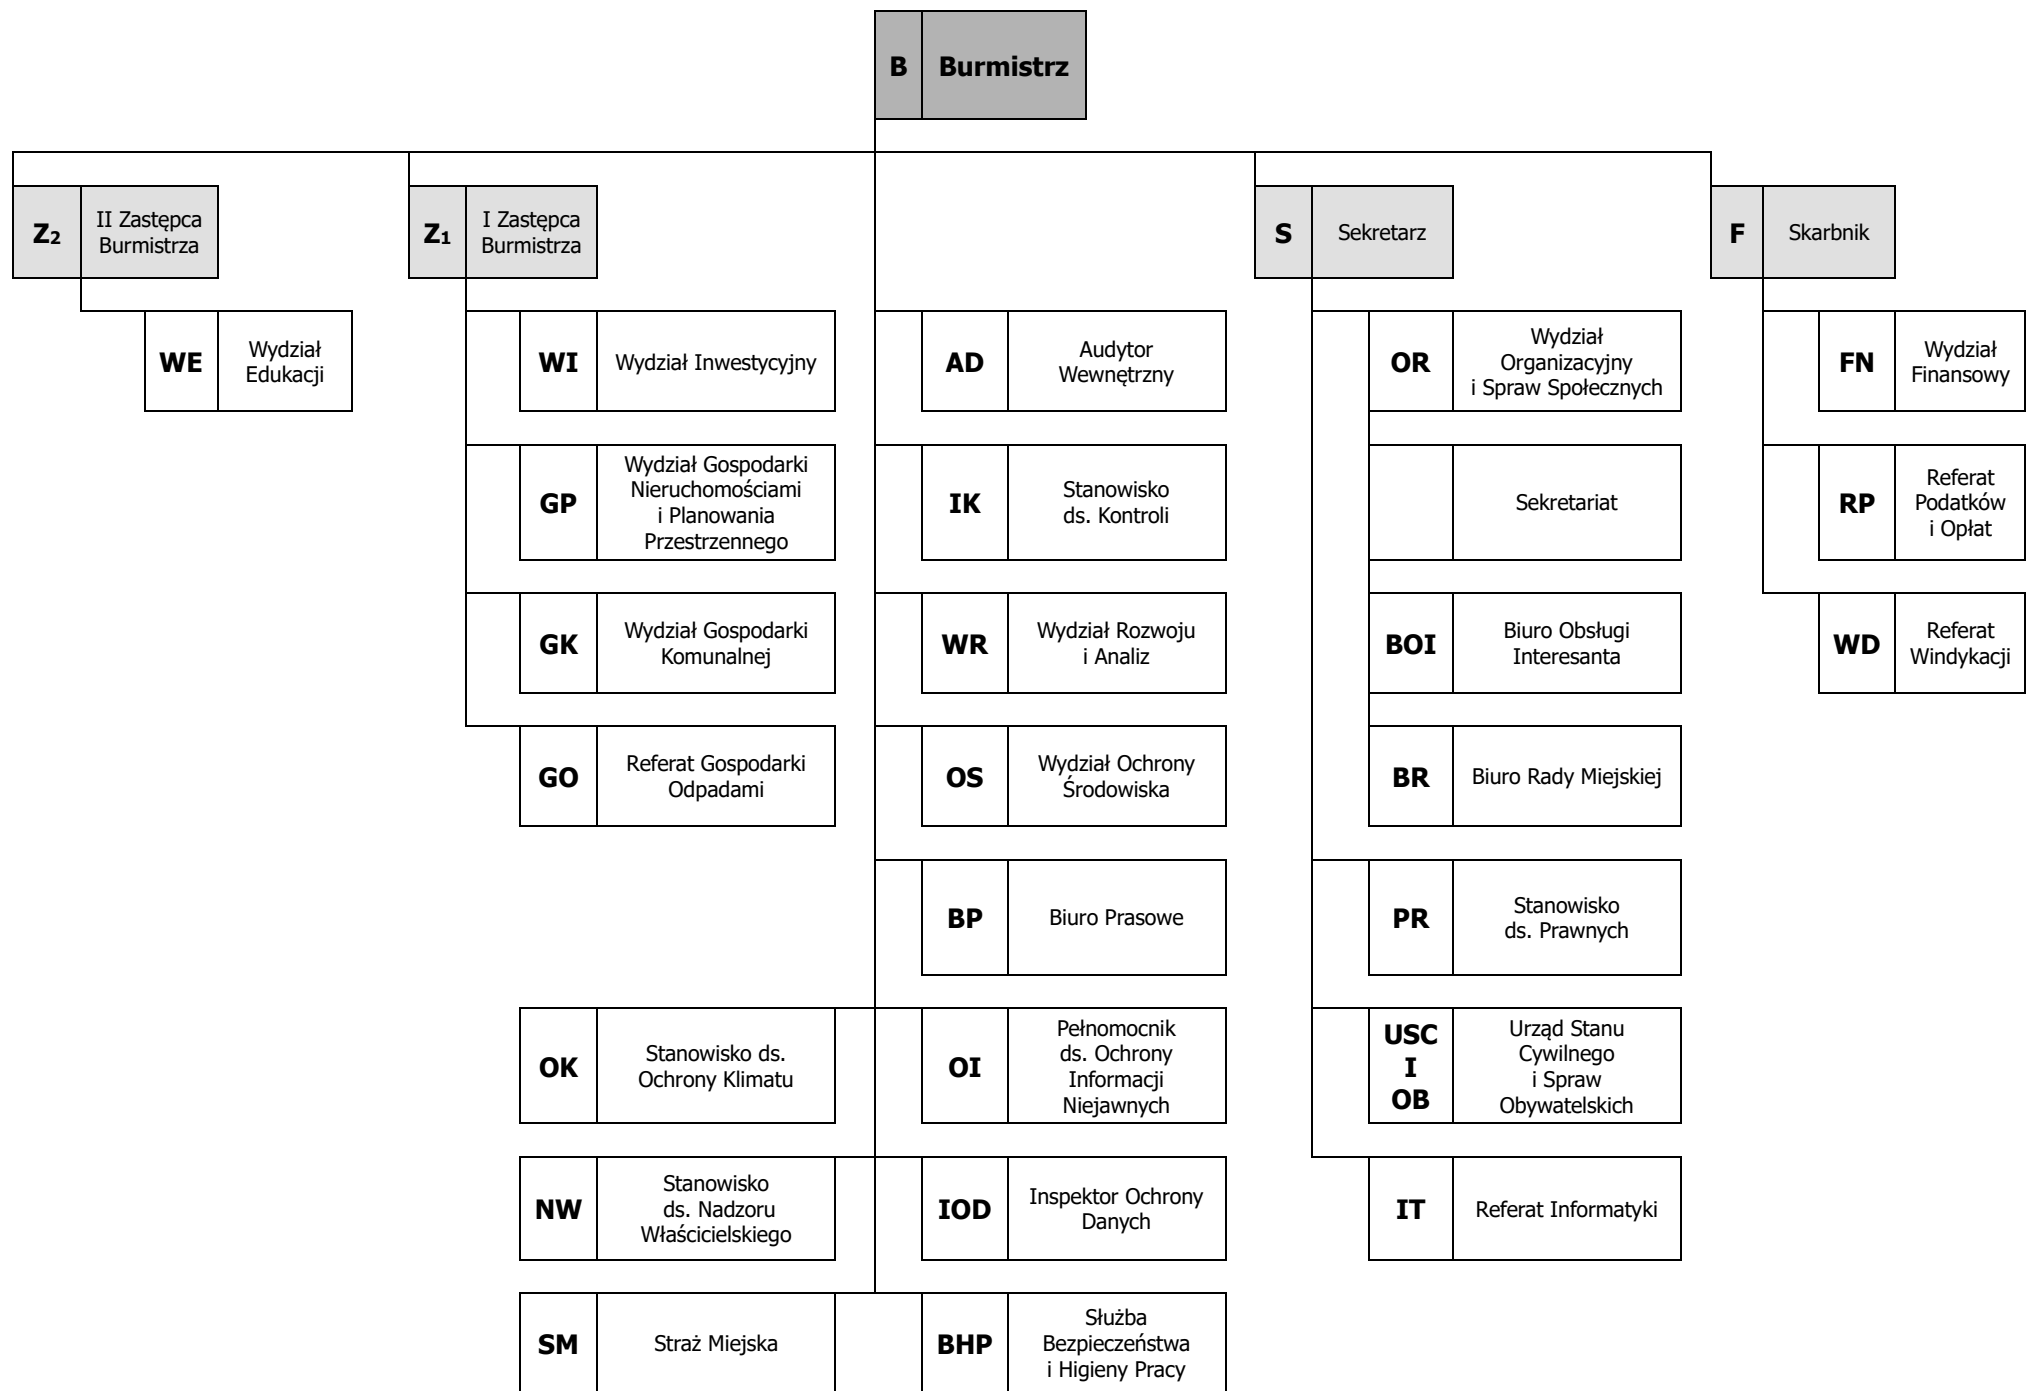 B
Burmistrz
Z2
II Zastępca
Burmistrza
Z1
I Zastępca
Burmistrza
S
Sekretarz
F
Skarbnik
WE
Wydział
Edukacji
WI
Wydział Inwestycyjny
AD
Audytor
Wewnętrzny
OR
Wydział
Organizacyjny
i Spraw Społecznych
FN
Wydział
Finansowy
GP
Wydział Gospodarki
Nieruchomościami
i Planowania
Przestrzennego
IK
Stanowisko
ds. Kontroli
Sekretariat
RP
Referat
Podatków
i Opłat
GK
Wydział Gospodarki
Komunalnej
WR
Wydział Rozwoju
i Analiz
BOI
Biuro Obsługi
Interesanta
WD
Referat
Windykacji
GO
Referat Gospodarki
Odpadami
OS
Wydział Ochrony
Środowiska
BR
Biuro Rady Miejskiej
BP
Biuro Prasowe
PR
Stanowisko
ds. Prawnych
OK
Stanowisko ds.
Ochrony Klimatu
OI
Pełnomocnik
ds. Ochrony
Informacji
Niejawnych
USC
I
OB
Urząd Stanu
Cywilnego
i Spraw
Obywatelskich
NW
Stanowisko
ds. Nadzoru
Właścicielskiego
IOD
Inspektor Ochrony
Danych
IT
Referat Informatyki
SM
Straż Miejska
BHP
Służba
Bezpieczeństwa
i Higieny Pracy